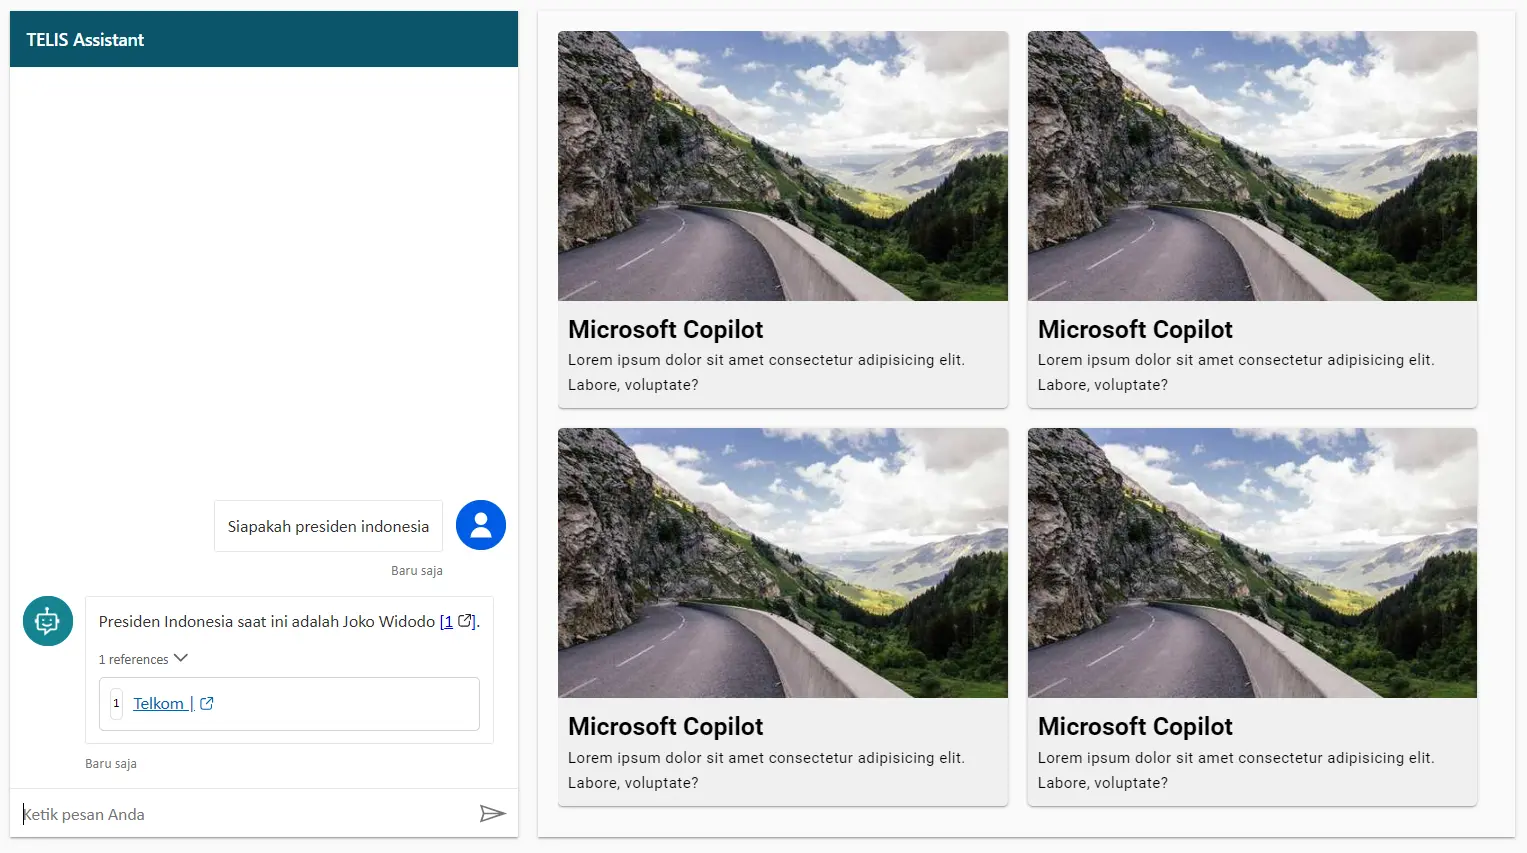 TELIS Assistant
Siapakah presiden indonesia
Baru saja
Presiden Indonesia saat ini adalah Joko Widodo [1].
1 references
1 Telkom |
Baru saja
Ketik pesan Anda
Microsoft Copilot
Lorem ipsum dolor sit amet consectetur adipisicing elit.
Labore, voluptate?
Microsoft Copilot
Lorem ipsum dolor sit amet consectetur adipisicing elit.
Labore, voluptate?
Microsoft Copilot
Lorem ipsum dolor sit amet consectetur adipisicing elit.
Labore, voluptate?
Microsoft Copilot
Lorem ipsum dolor sit amet consectetur adipisicing elit.
Labore, voluptate?